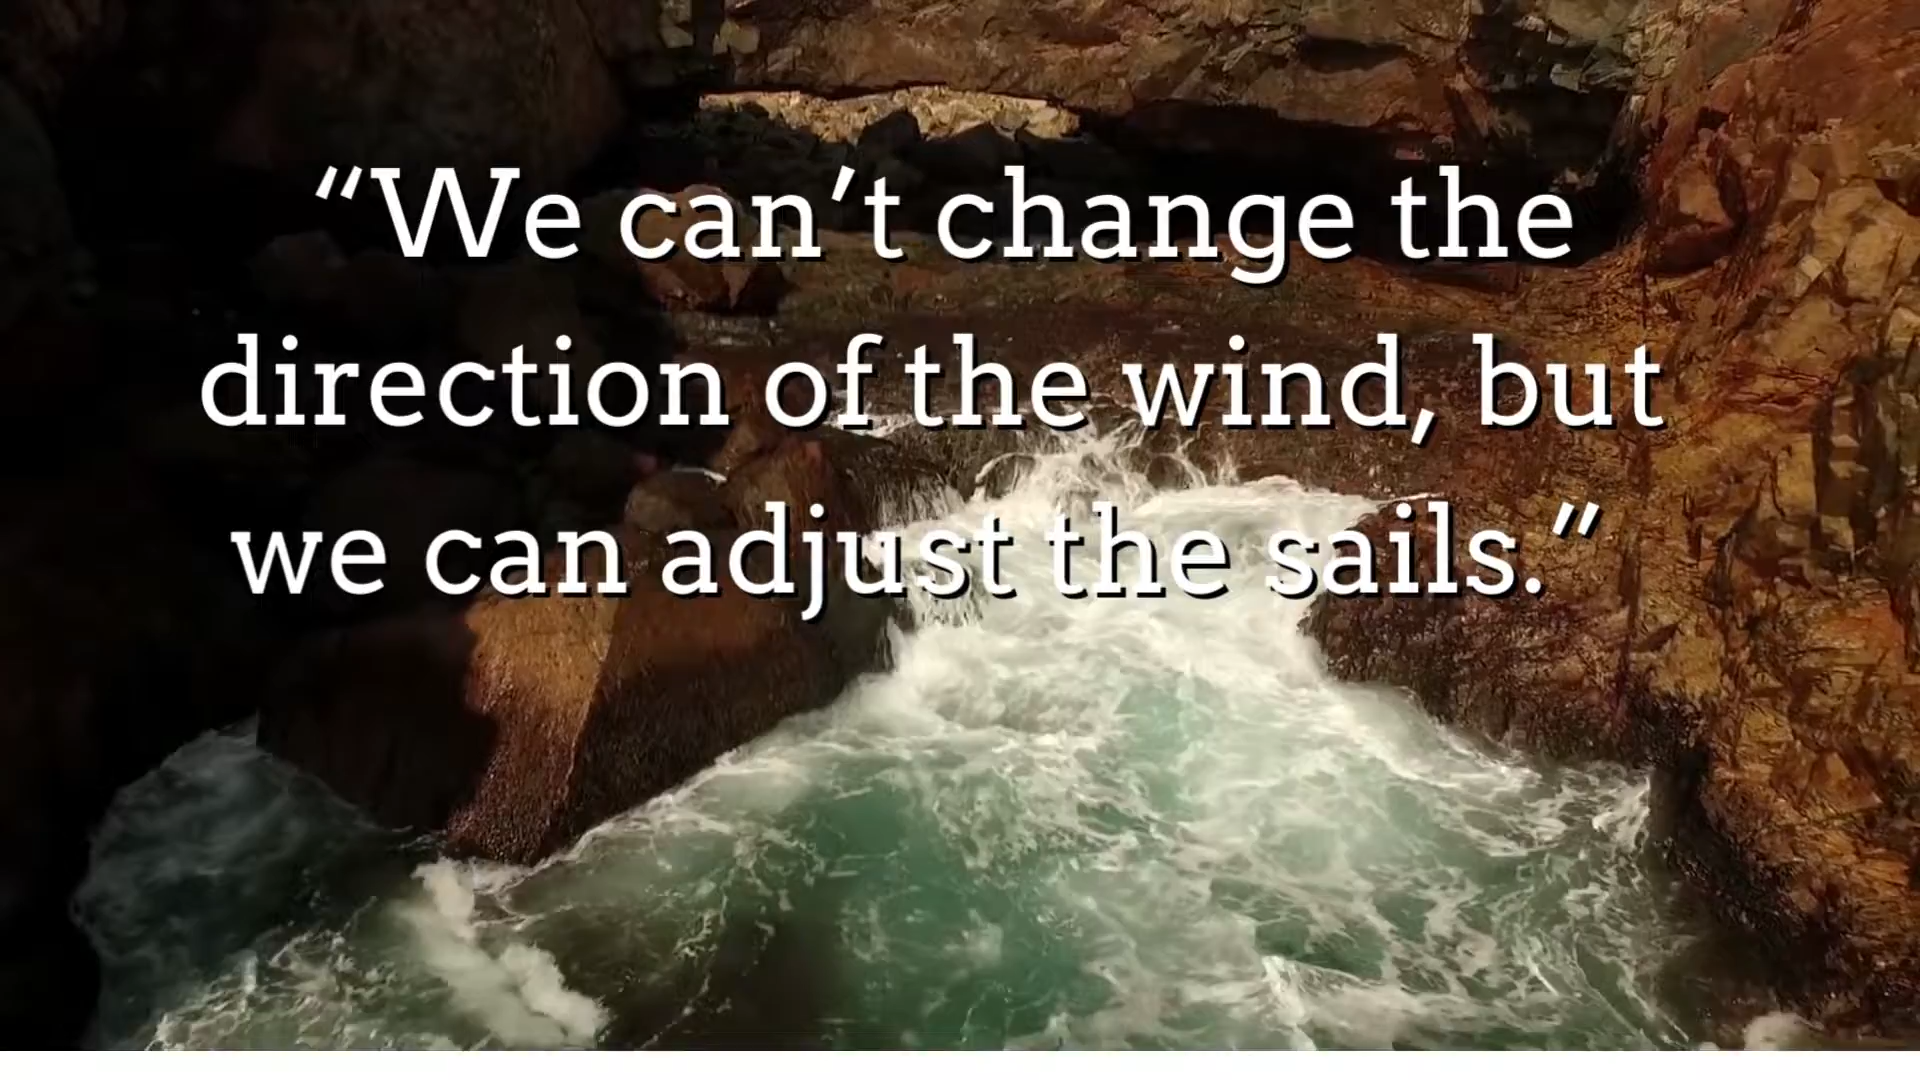 “We can’t change the
direction of the wind, but
we can adjust the sails.”